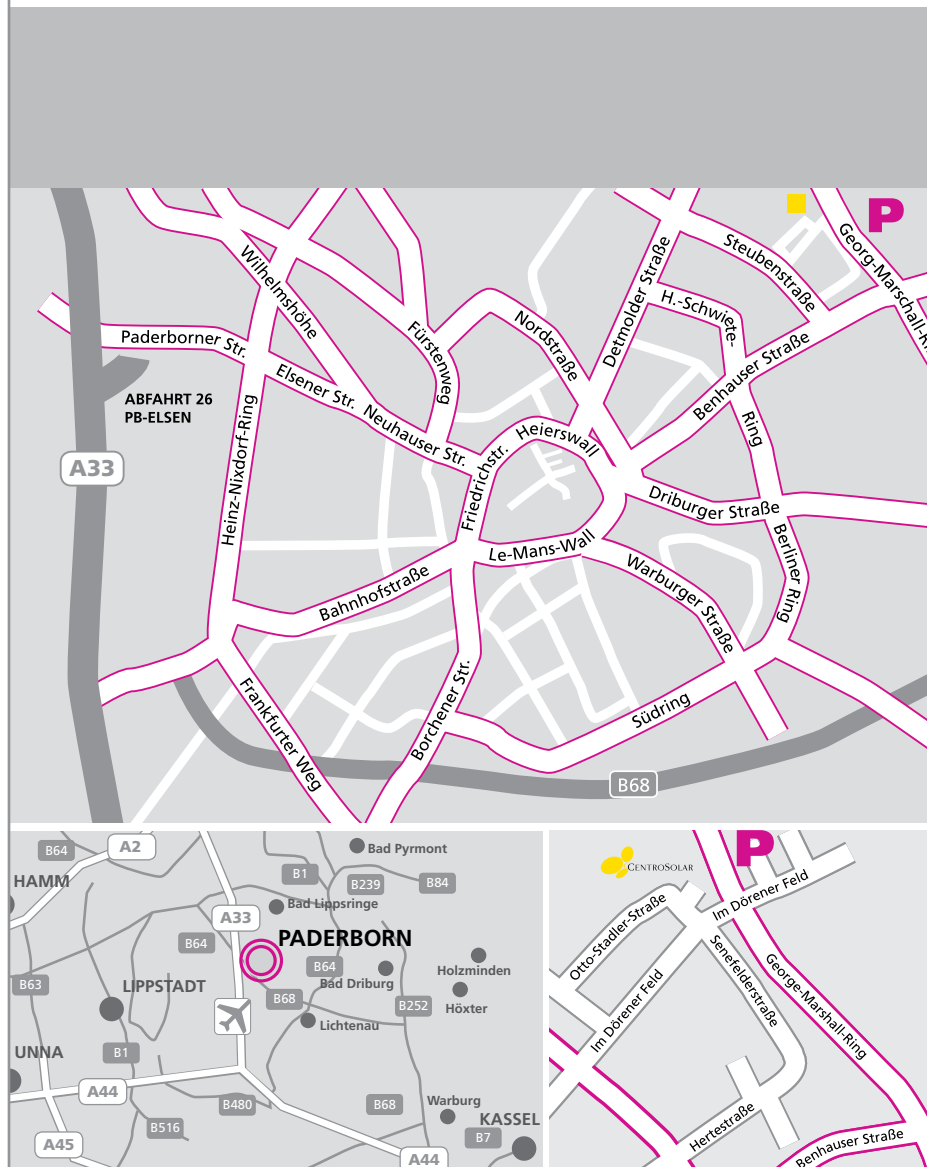 P
Georg-Marschall-Ri
Steubenstraße
Detmolder Straße
H.-Schwiete-
Ring
Wilhelmshöhe
Nordstraße
Fürstenweg
Paderborner Str.
Elsener Str.
Neuhauser Str.
Benhauser Straße
ABFAHRT 26
PB-ELSEN
A33
Heinz-Nixdorf-Ring
Friedrichstr.
Heierswall
Driburger Straße
Le-Mans-Wall
Bahnhofstraße
Warburger Straße
Berliner Ring
Frankfurter Weg
Borchener Str.
Südring
B68
B64
A2
Bad Pyrmont
HAMM
B1
B239
B84
Bad Lippsringe
A33
PADERBORN
B64
B64
Holzminden
Bad Driburg
B63
LIPPSTADT
B68
B252
Höxter
Lichtenau
UNNA
B1
A44
B480
B68
Warburg
KASSEL
B516
B7
A45
A44
P
CENTROSOLAR
Im Dörener Feld
Otto-Stadler-Straße
Senefelderstraße
Im Dörener Feld
George-Marshall-Ring
Hertestraße
Benhauser Straße